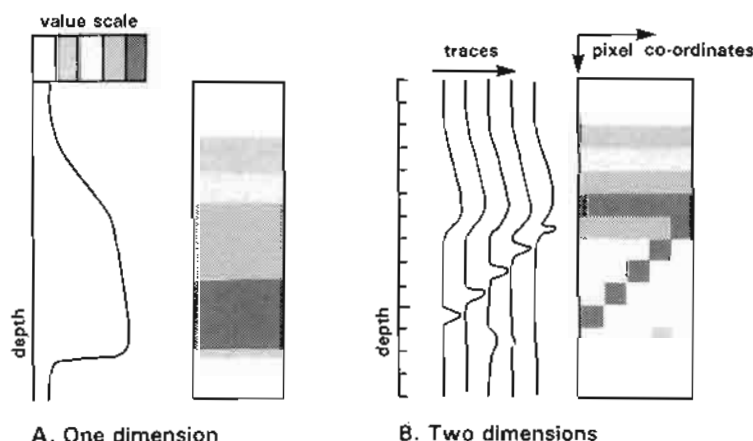 value scale
depth
A. One dimension
traces
pixel co-ordinates
depth
B. Two dimensions